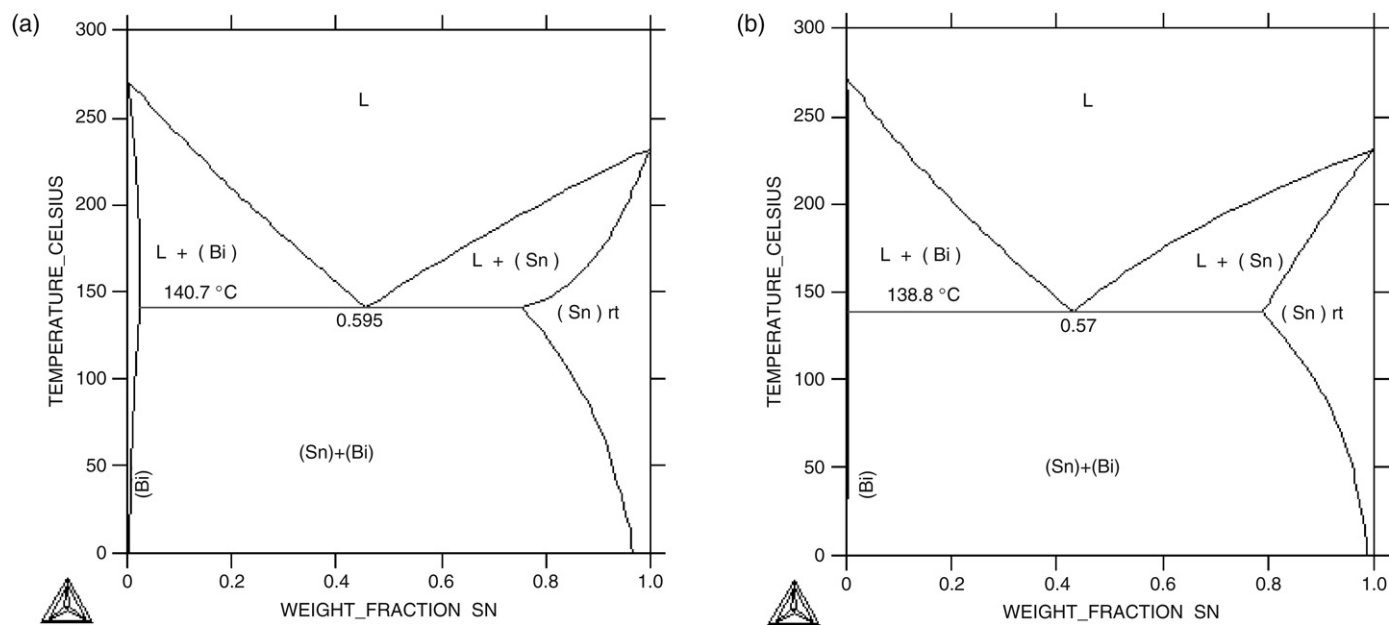 (a)
300
250
200
150
100
50
0
TEMPERATURE_CELSIUS
L
L + (Bi)
L + (Sn)
140.7 °C
0.595
(Sn) rt
(Sn)+(Bi)
(Bi)
0 0.2 0.4 0.6 0.8 1.0
WEIGHT_FRACTION SN
(b)
300
250
200
150
100
50
0
TEMPERATURE_CELSIUS
L
L + (Bi)
L + (Sn)
138.8 °C
0.57
(Sn) rt
(Sn)+(Bi)
(Bi)
0 0.2 0.4 0.6 0.8 1.0
WEIGHT_FRACTION SN